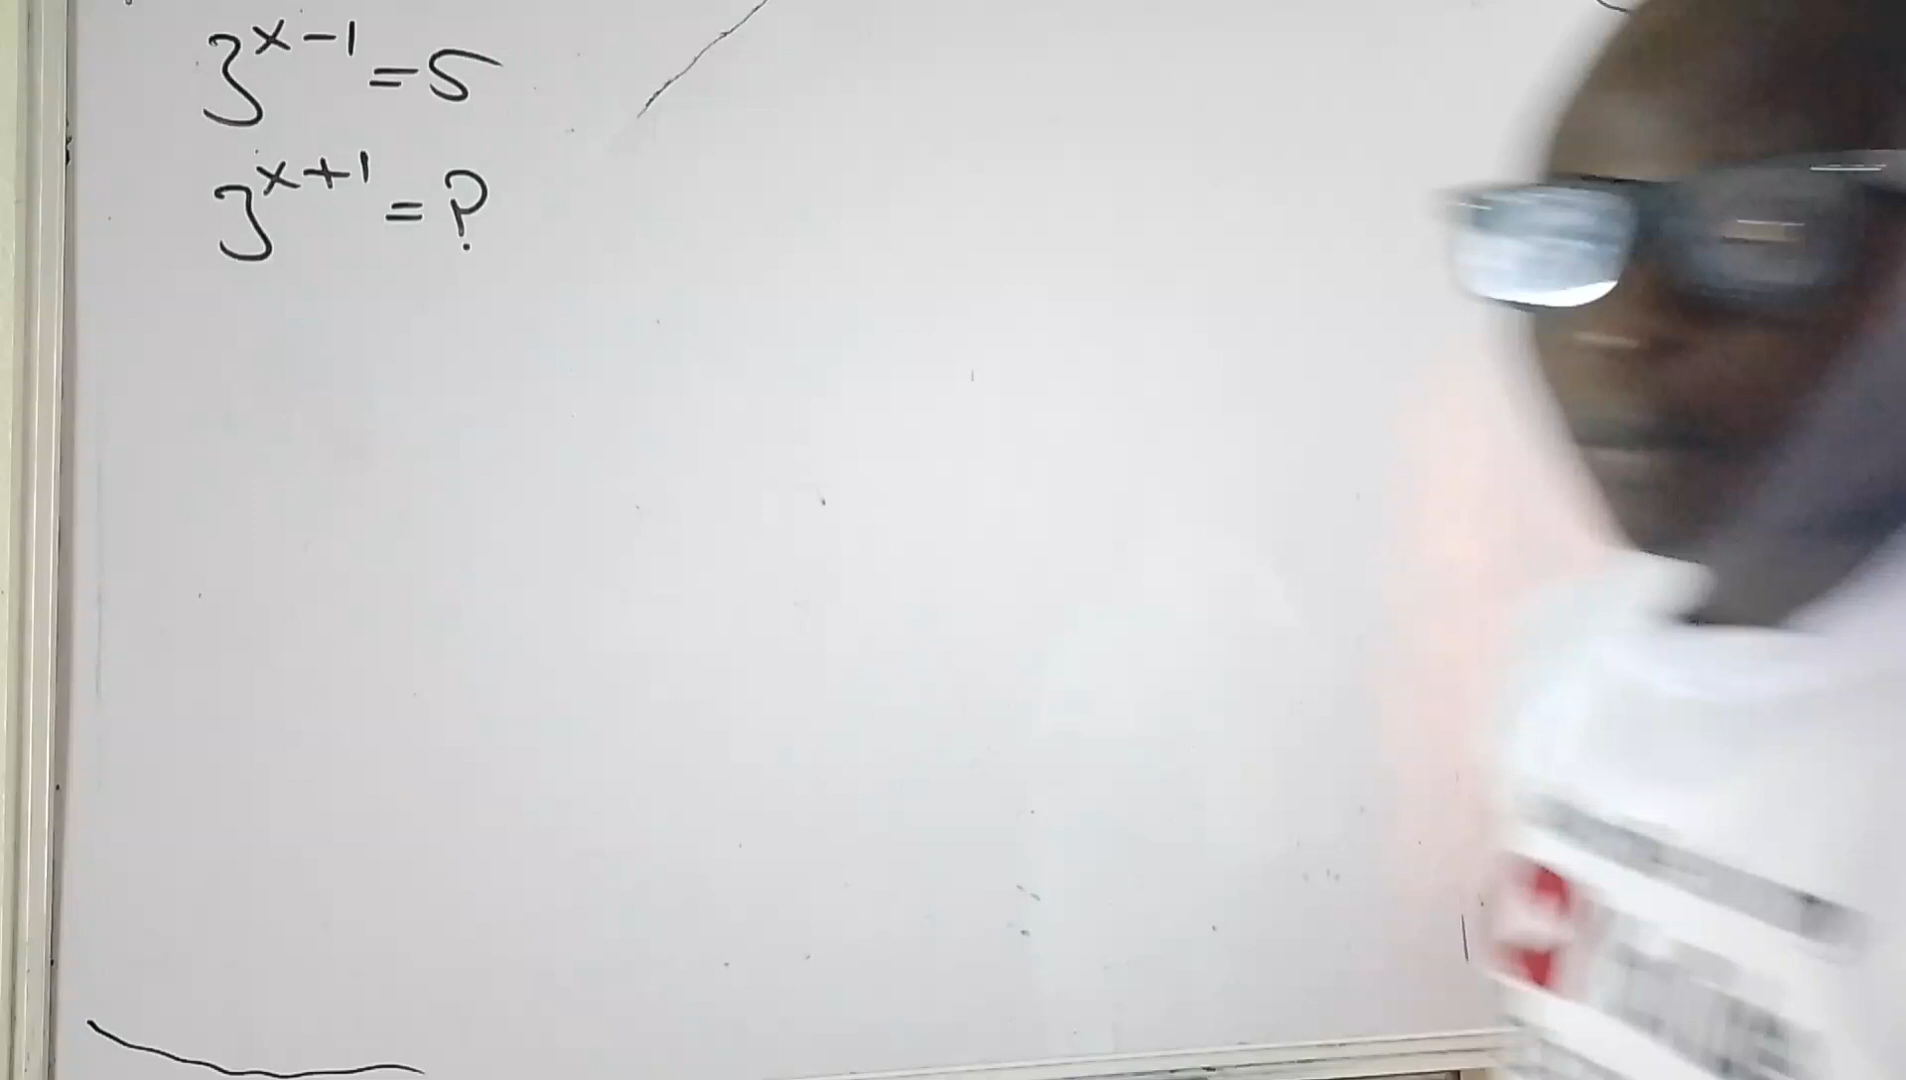 3^{x-1} = 5
3^{x+1} = ?